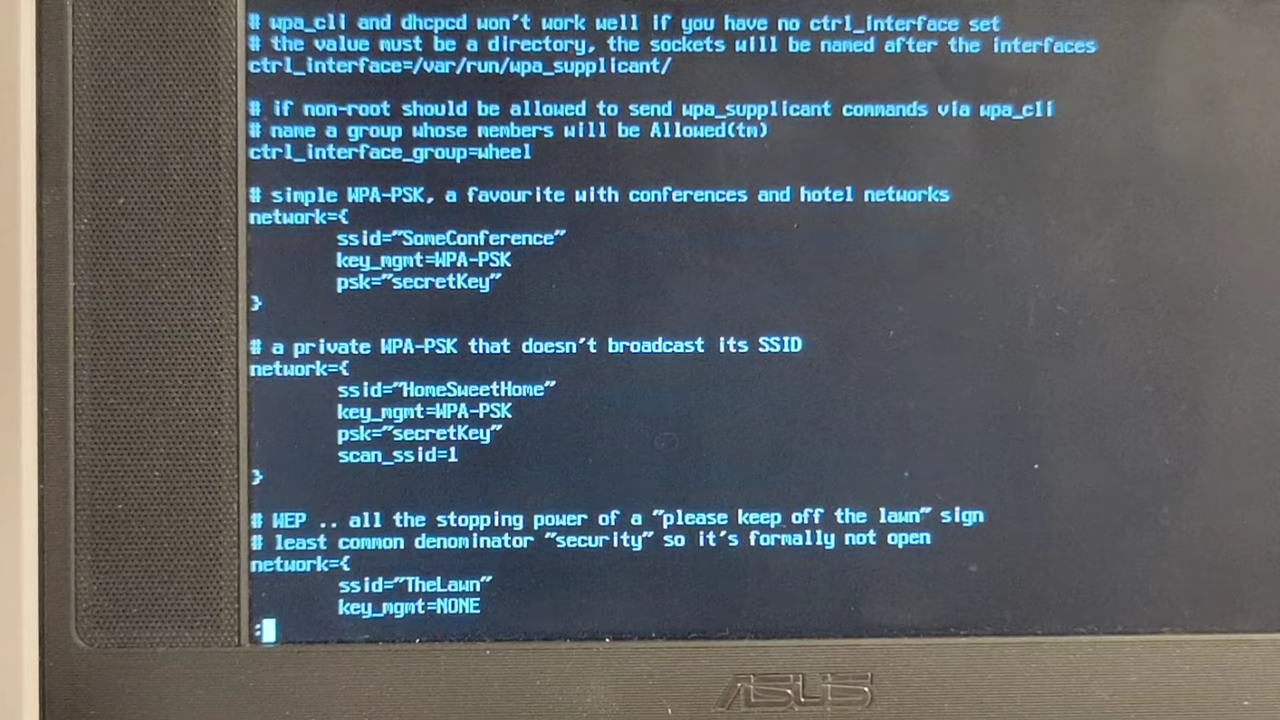 # wpa_cli and dhcpcd won't work well if you have no ctrl_interface set
# the value must be a directory, the sockets will be named after the interfaces
ctrl_interface=/var/run/wpa_supplicant/
# if non-root should be allowed to send wpa_supplicant commands via wpa_cli
# name a group whose members will be Allowed(tm)
ctrl_interface_group=wheel
# simple WPA-PSK, a favourite with conferences and hotel networks
network={
ssid="SomeConference"
key_mgmt=WPA-PSK
psk="secretKey"
}
# a private WPA-PSK that doesn't broadcast its SSID
network={
ssid="HomeSweetHome"
key_mgmt=WPA-PSK
psk="secretKey"
scan_ssid=1
}
# WEP .. all the stopping power of a "please keep off the lawn" sign
# least common denominator "security" so it's formally not open
network={
ssid="TheLawn"
key_mgmt=NONE
:
ASUS